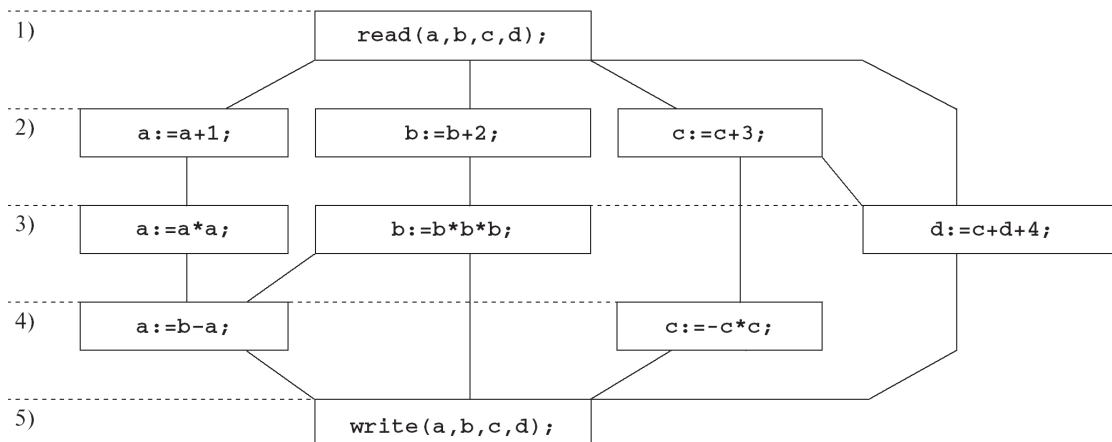 1) read(a,b,c,d);
2) a:=a+1; b:=b+2; c:=c+3;
3) a:=a*a; b:=b*b*b; d:=c+d+4;
4) a:=b-a; c:=-c*c;
5) write(a,b,c,d);